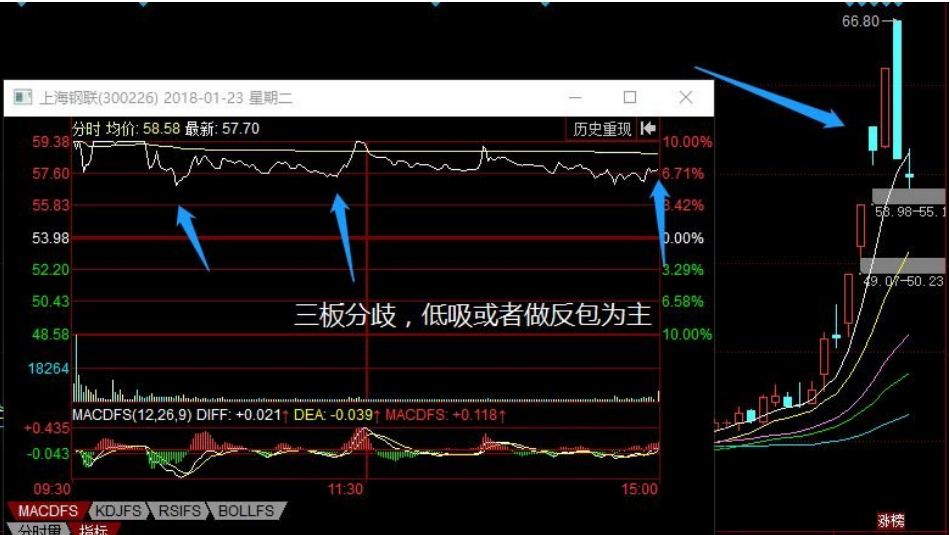 66.80
上海钢联(300226) 2018-01-23 星期二
分时 均价: 58.58 最新: 57.70 历史重现
59.38 10.00%
57.60 6.71%
55.83 3.42%
53.98 0.00%
52.20 3.29%
50.43 6.58%
48.58 10.00%
18264
三板分歧，低吸或者做反包为主
MACDFS(12,26,9) DIFF: +0.021↑ DEA: -0.039↑ MACDFS: +0.118↑
+0.435
-0.043
09:30 11:30 15:00
MACDFS KDJFS RSIFS BOLLFS
分时量 指标
53.98-55.1
49.07-50.23
涨榜